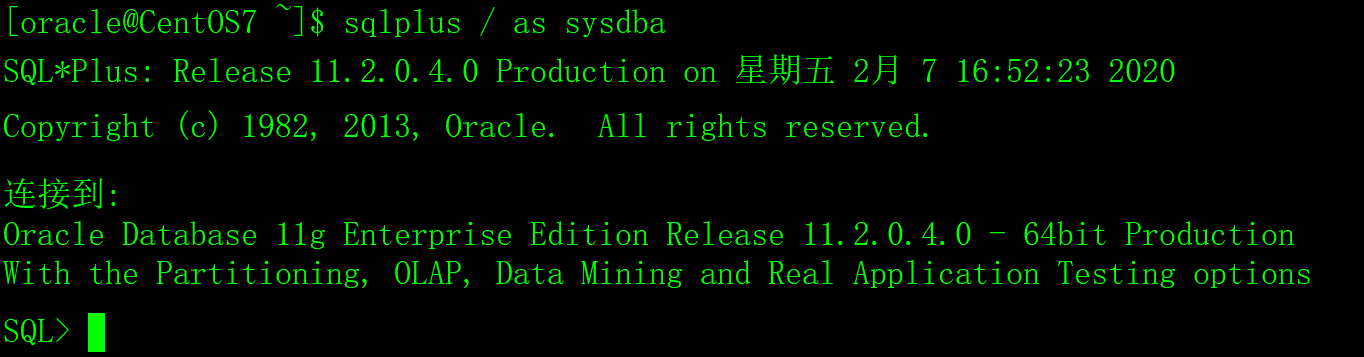 [oracle@CentOS7 ~]$ sqlplus / as sysdba
SQL*Plus: Release 11.2.0.4.0 Production on 星期五 2月 7 16:52:23 2020
Copyright (c) 1982, 2013, Oracle.  All rights reserved.
连接到:
Oracle Database 11g Enterprise Edition Release 11.2.0.4.0 - 64bit Production
With the Partitioning, OLAP, Data Mining and Real Application Testing options
SQL>